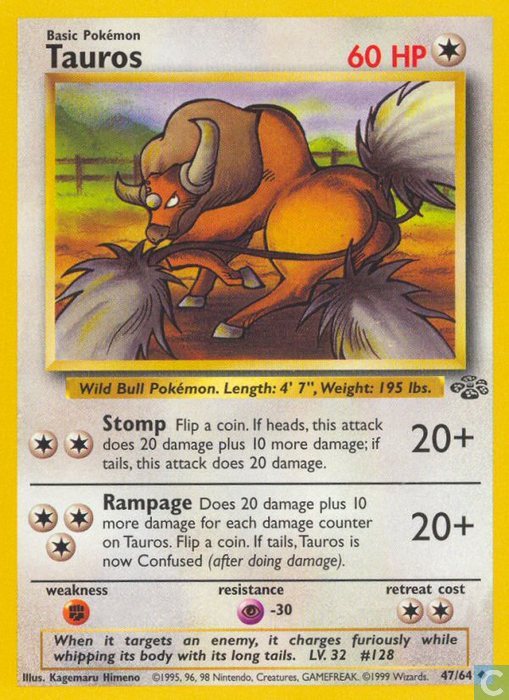 Basic Pokémon
Tauros
60 HP
Wild Bull Pokémon. Length: 4' 7", Weight: 195 lbs.
Stomp Flip a coin. If heads, this attack
does 20 damage plus 10 more damage; if
tails, this attack does 20 damage.
20+
Rampage Does 20 damage plus 10
more damage for each damage counter
on Tauros. Flip a coin. If tails, Tauros is
now Confused (after doing damage).
20+
weakness
resistance
retreat cost
-30
When it targets an enemy, it charges furiously while
whipping its body with its long tails. LV. 32 #128
Illus. Kagemaru Himeno
©1995, 96, 98 Nintendo, Creatures, GAMEFREAK. ©1999 Wizards.
47/64
C